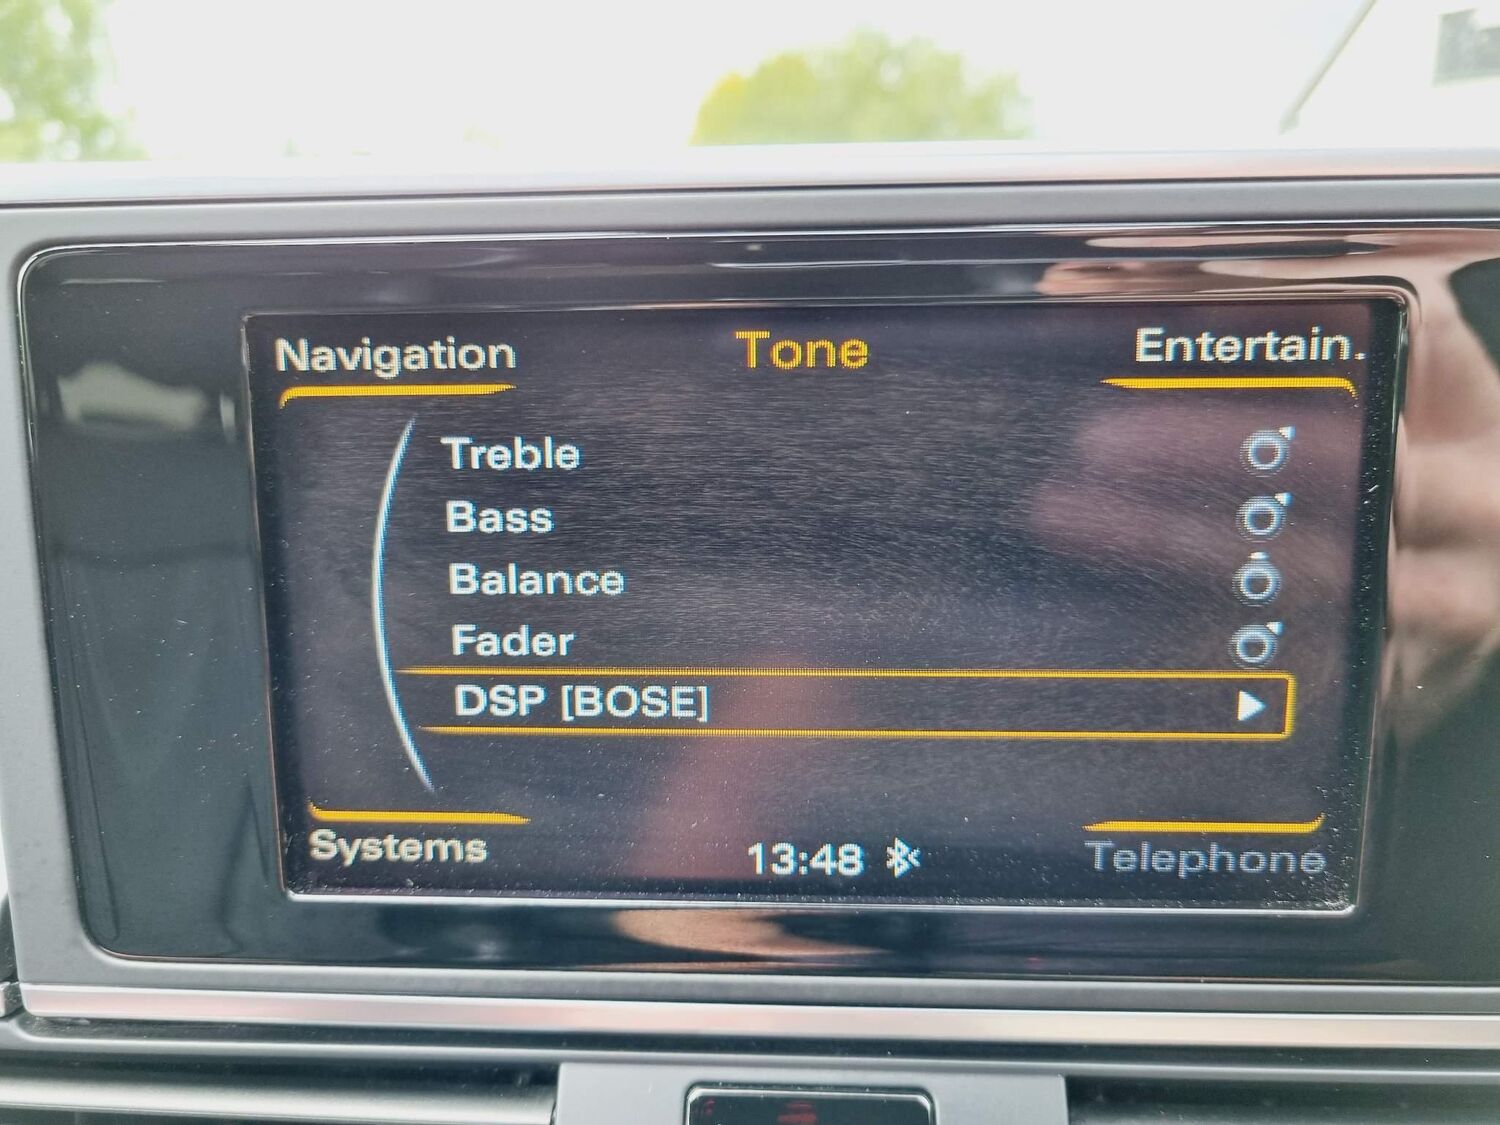 Navigation
Tone
Entertain.
Treble
Bass
Balance
Fader
DSP [BOSE]
Systems
13:48
Telephone